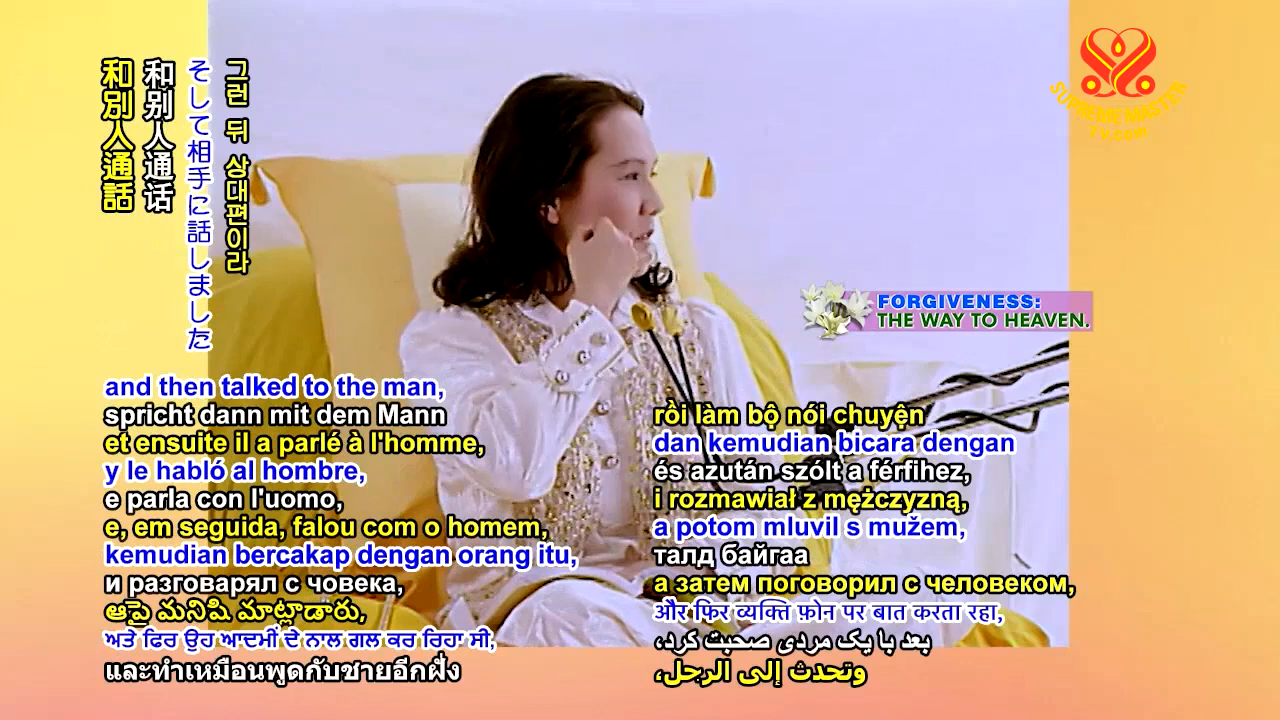 和別人通話
和别人通话
そして相手に話しました
그런 뒤 상대편이라
SUPREME MASTER
TV.COM
FORGIVENESS:
THE WAY TO HEAVEN.
and then talked to the man,
spricht dann mit dem Mann
et ensuite il a parlé à l'homme,
y le habló al hombre,
e parla con l'uomo,
e, em seguida, falou com o homem,
kemudian bercakap dengan orang itu,
и разговарял с човека,
ఆపై మనిషి మాట్లాడారు,
ਅਤੇ ਫਿਰ ਉਹ ਆਦਮੀਂ ਦੇ ਨਾਲ ਗਲ ਕਰ ਰਿਹਾ ਸੀ,
และทำเหมือนพูดกับชายอีกฝั่ง
rồi làm bộ nói chuyện
dan kemudian bicara dengan
és azután szólt a férfihez,
i rozmawiał z mężczyzną,
a potom mluvil s mužem,
талд байгаа
а затем поговорил с человеком,
और फिर व्यक्ति फ़ोन पर बात करता रहा,
بعد با یک مردی صحبت کرد،
وتحدث إلى الرجل،